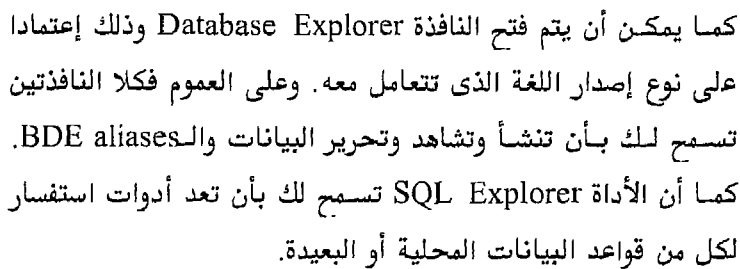 كما يمكن أن يتم فتح النافذة Database Explorer وذلك إعتمادا
على نوع إصدار اللغة الذى تتعامل معه. وعلى العموم فكلا النافذتين
تسمح لك بأن تنشأ وتشاهد وتحرير البيانات والـBDE aliases.
كما أن الأداة SQL Explorer تسمح لك بأن تعد أدوات استفسار
لكل من قواعد البيانات المحلية أو البعيدة.